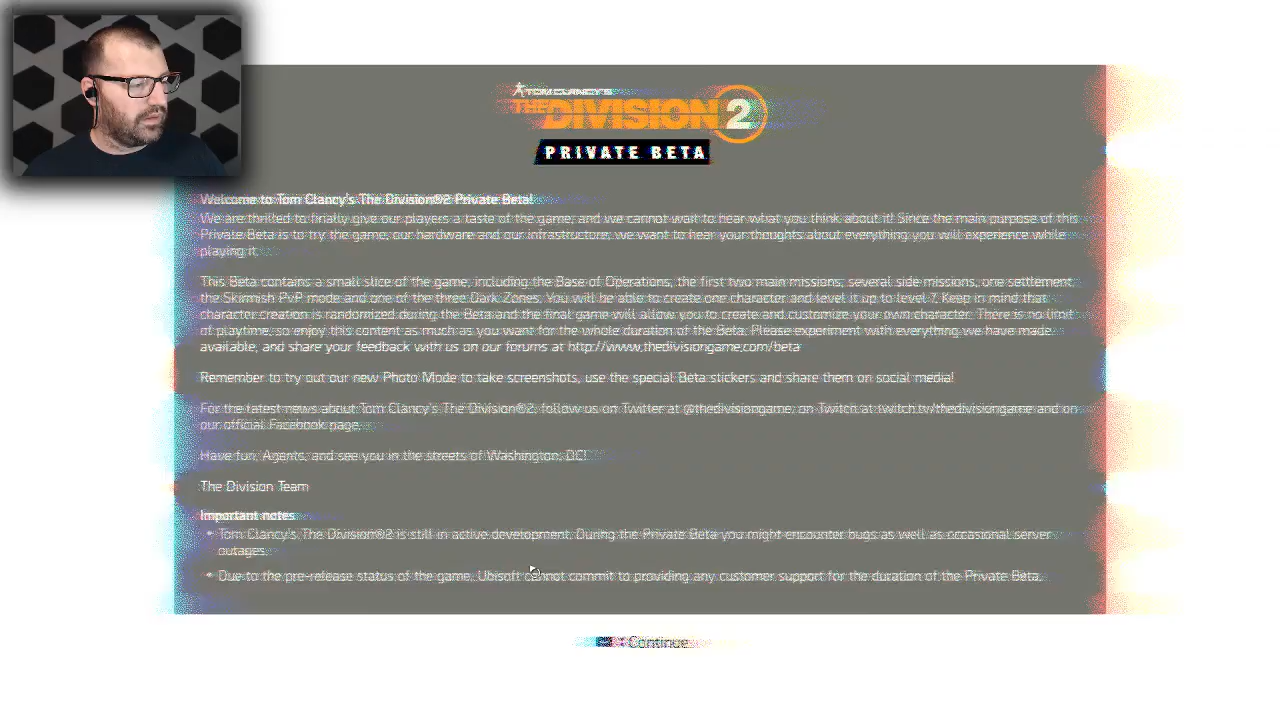 TOM CLANCY'S
THE DIVISION 2
PRIVATE BETA
Welcome to Tom Clancy's The Division®2 Private Beta!
We are thrilled to finally give our players a taste of the game, and we cannot wait to hear what you think about it! Since the main purpose of this
Private Beta is to try the game, our hardware and our infrastructure, we want to hear your thoughts about everything you will experience while
playing it.
This Beta contains a small slice of the game, including the Base of Operations, the first two main missions, several side missions, one settlement,
the Skirmish PvP mode and one of the three Dark Zones. You will be able to create one character and level it up to level 7. Keep in mind that
character creation is randomized during the Beta and the final game will allow you to create and customize your own character. There is no limit
of playtime, so enjoy this content as much as you want for the whole duration of the Beta. Please experiment with everything we have made
available, and share your feedback with us on our forums at http://www.thedivisiongame.com/beta
Remember to try out our new Photo Mode to take screenshots, use the special Beta stickers and share them on social media!
For the latest news about Tom Clancy's The Division®2, follow us on Twitter at @thedivisiongame, on Twitch at twitch.tv/thedivisiongame and on
our official Facebook page.
Have fun, Agents, and see you in the streets of Washington, DC!
The Division Team
Important notes
• Tom Clancy's The Division®2 is still in active development. During the Private Beta you might encounter bugs as well as occasional server
outages.
• Due to the pre-release status of the game, Ubisoft cannot commit to providing any customer support for the duration of the Private Beta.
Continue